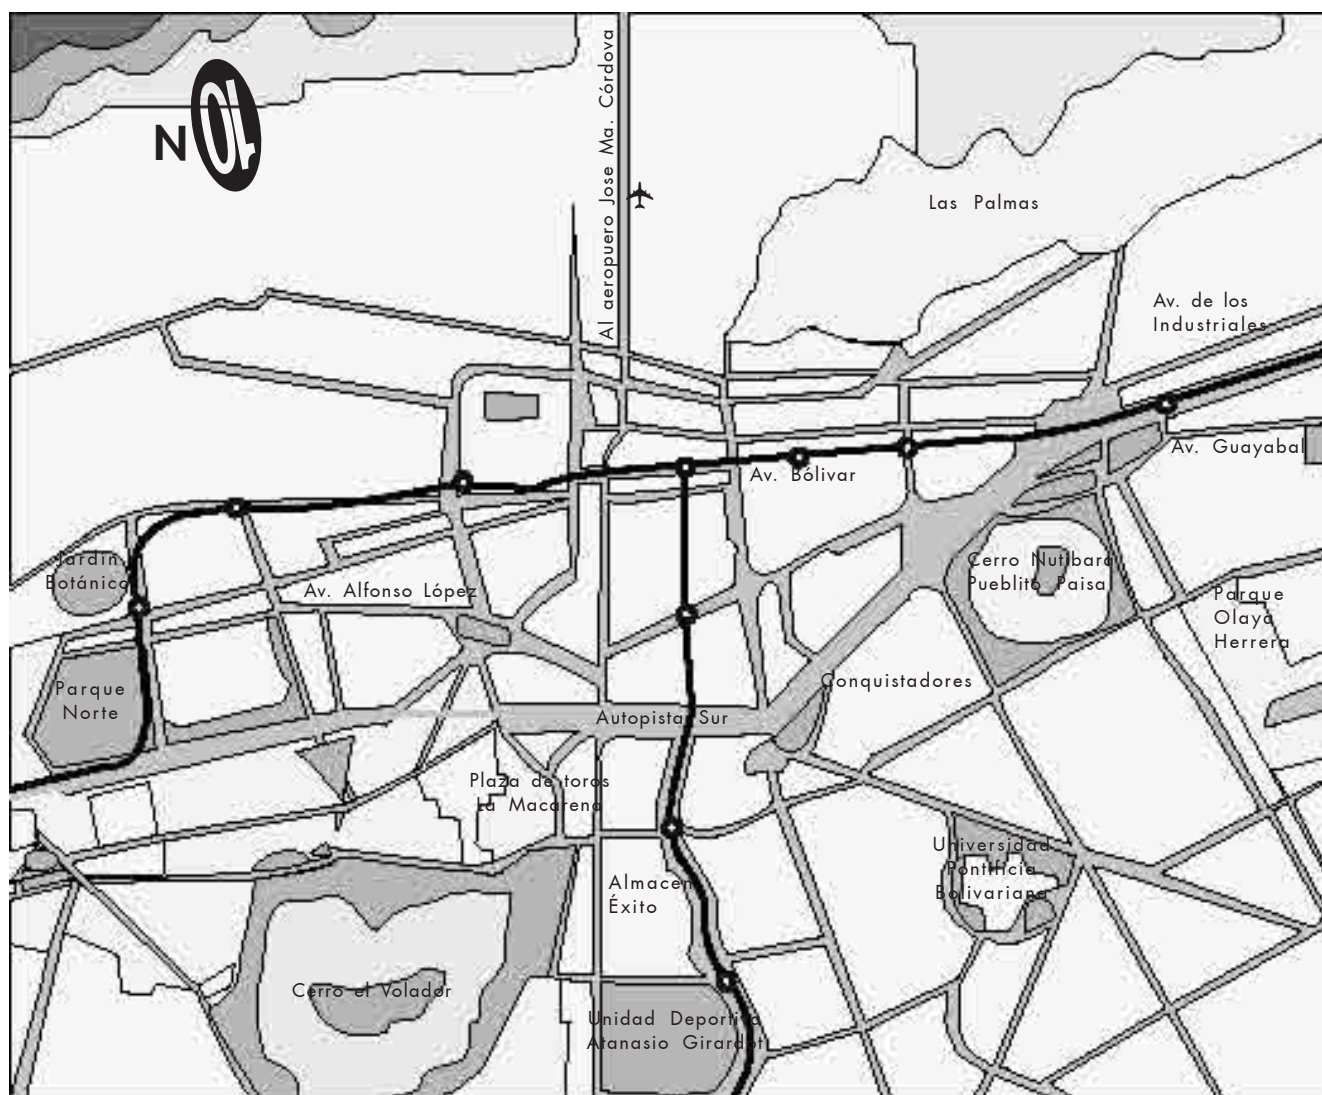 Al aeropuero Jose Ma. Córdova
N
10.
Las Palmas
Av. de los
Industriales
Av. Guayabal
Av. Bólivar
Jardín
Botánico
Av. Alfonso López
Cerro Nutibara
Pueblito Paisa
Parque
Olaya
Herrera
Parque
Norte
Conquistadores
Autopista Sur
Plaza de toros
La Macarena
Universidad
Pontificia
Bolivariana
Almacen
Éxito
Cerro el Volador
Unidad Deportiva
Atanasio Girardot